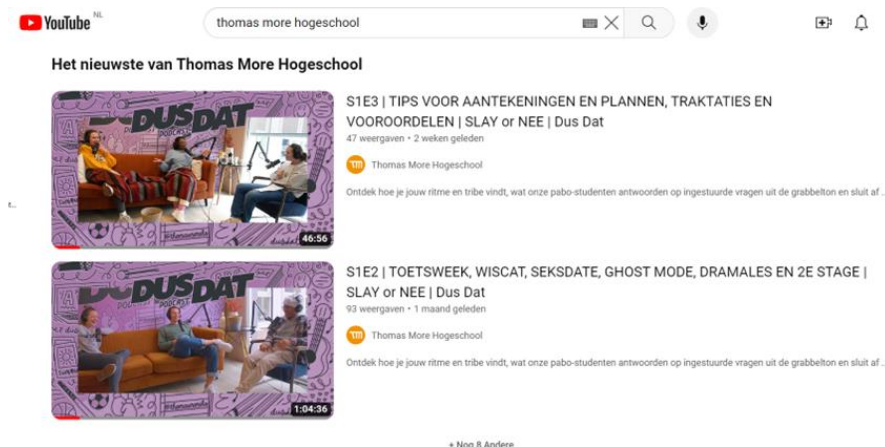 YouTube NL
thomas more hogeschool
Het nieuwste van Thomas More Hogeschool
DUS DAT
PODCAST
46:56
S1E3 | TIPS VOOR AANTEKENINGEN EN PLANNEN, TRAKTATIES EN
VOOROORDELEN | SLAY or NEE | Dus Dat
47 weergaven • 2 weken geleden
TM Thomas More Hogeschool
Ontdek hoe je jouw ritme en tribe vindt, wat onze pabo-studenten antwoorden op ingestuurde vragen uit de grabbelton en sluit af ..
DUS DAT
1:04:36
S1E2 | TOETSWEEK, WISCAT, SEKSDATE, GHOST MODE, DRAMALES EN 2E STAGE |
SLAY or NEE | Dus Dat
93 weergaven • 1 maand geleden
TM Thomas More Hogeschool
Ontdek hoe je jouw ritme en tribe vindt, wat onze pabo-studenten antwoorden op ingestuurde vragen uit de grabbelton en sluit af ..
+ Nog 8 Andere